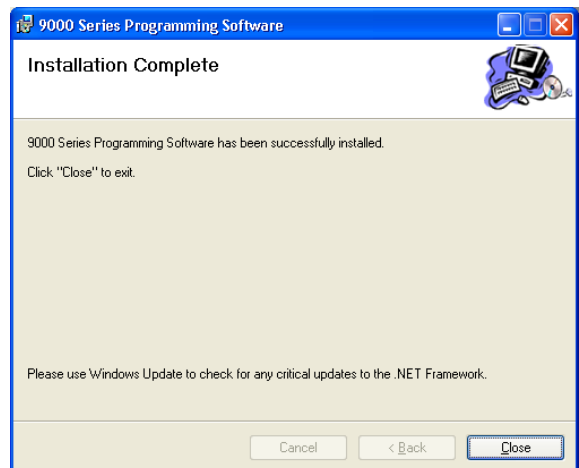 9000 Series Programming Software
Installation Complete
9000 Series Programming Software has been successfully installed.
Click "Close" to exit.
Please use Windows Update to check for any critical updates to the .NET Framework.
Cancel
< Back
Close